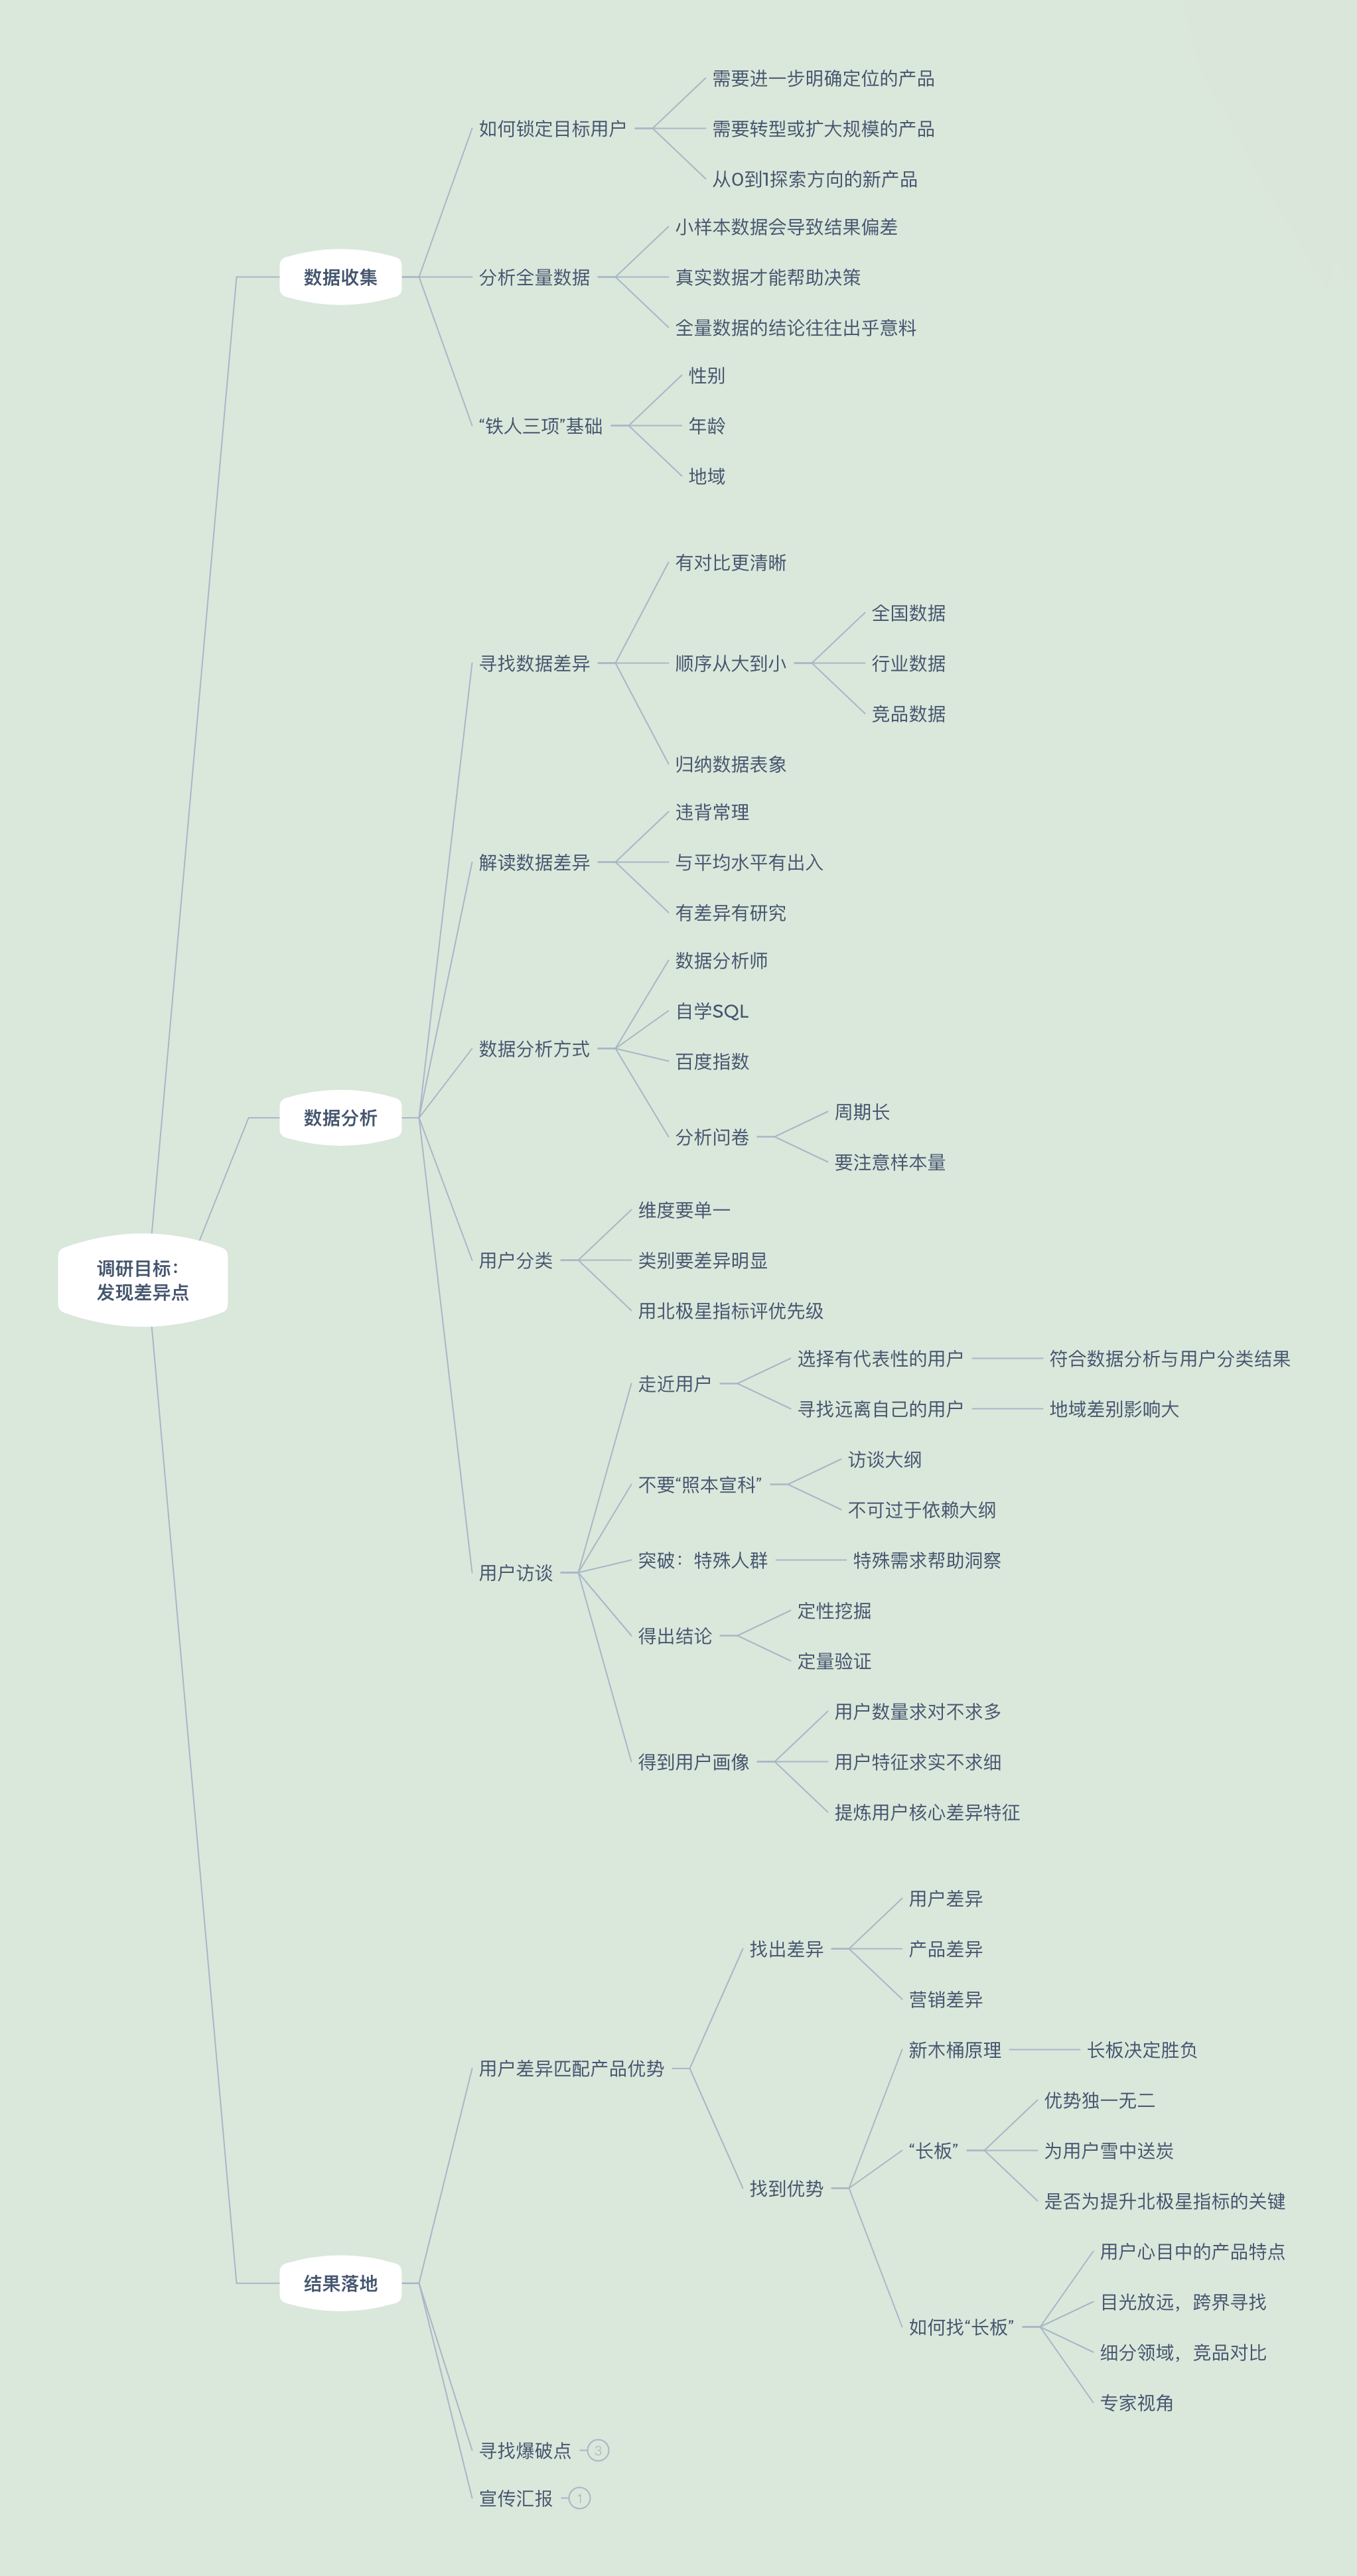 需要进一步明确定位的产品
如何锁定目标用户
需要转型或扩大规模的产品
从0到1探索方向的新产品
小样本数据会导致结果偏差
数据收集
分析全量数据
真实数据才能帮助决策
全量数据的结论往往出乎意料
性别
“铁人三项”基础
年龄
地域
有对比更清晰
全国数据
寻找数据差异
顺序从大到小
行业数据
竞品数据
归纳数据表象
违背常理
解读数据差异
与平均水平有出入
有差异有研究
数据分析师
自学SQL
数据分析方式
百度指数
周期长
数据分析
分析问卷
要注意样本量
维度要单一
用户分类
类别要差异明显
调研目标：
发现差异点
用北极星指标评优先级
选择有代表性的用户
符合数据分析与用户分类结果
走近用户
寻找远离自己的用户
地域差别影响大
访谈大纲
不要“照本宣科”
不可过于依赖大纲
突破：特殊人群
特殊需求帮助洞察
用户访谈
定性挖掘
得出结论
定量验证
用户数量求对不求多
得到用户画像
用户特征求实不求细
提炼用户核心差异特征
用户差异
找出差异
产品差异
营销差异
新木桶原理
长板决定胜负
用户差异匹配产品优势
优势独一无二
“长板”
为用户雪中送炭
找到优势
是否为提升北极星指标的关键
用户心目中的产品特点
结果落地
目光放远，跨界寻找
如何找“长板”
细分领域，竞品对比
专家视角
寻找爆破点
3
宣传汇报
1